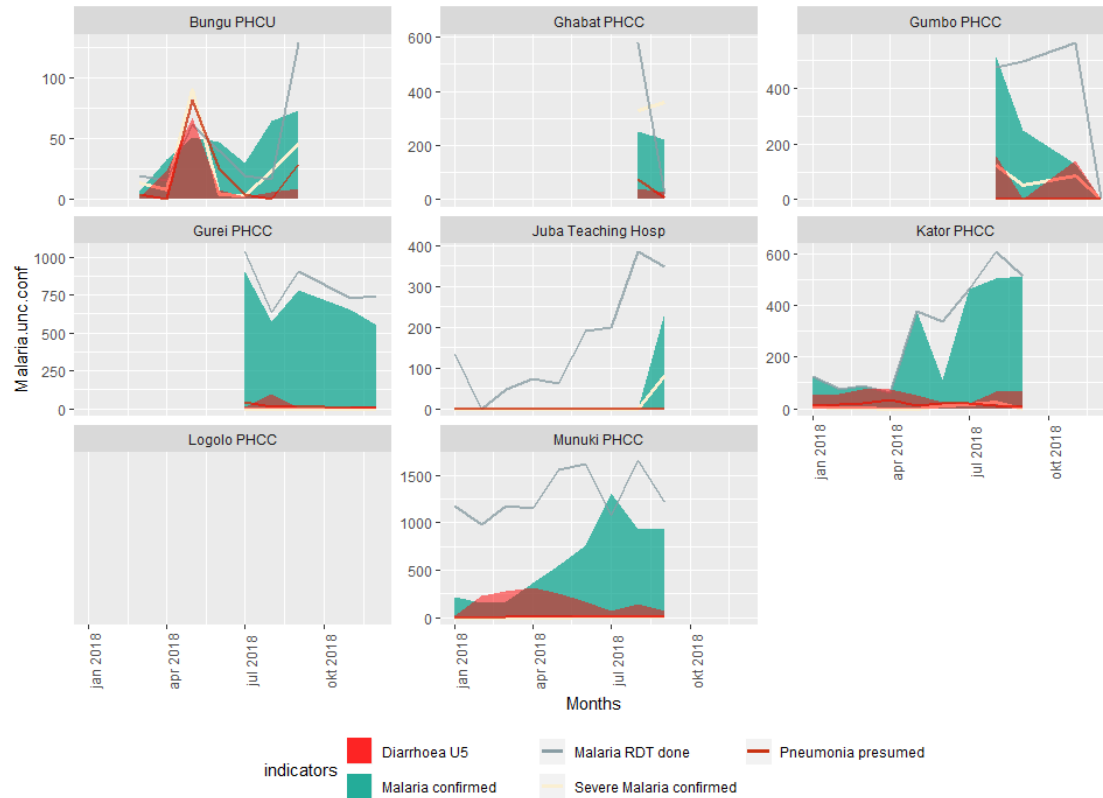 Bungu PHCU
Ghabat PHCC
Gumbo PHCC
100
50
0
600
400
200
0
400
200
0
Gurei PHCC
Juba Teaching Hosp
Kator PHCC
1000
750
500
250
0
400
300
200
100
0
600
400
200
0
Malaria.unc.conf
Logolo PHCC
Munuki PHCC
1500
1000
500
0
jan 2018
apr 2018
jul 2018
okt 2018
jan 2018
apr 2018
jul 2018
okt 2018
jan 2018
apr 2018
jul 2018
okt 2018
Months
indicators
Diarrhoea U5
Malaria confirmed
Malaria RDT done
Severe Malaria confirmed
Pneumonia presumed